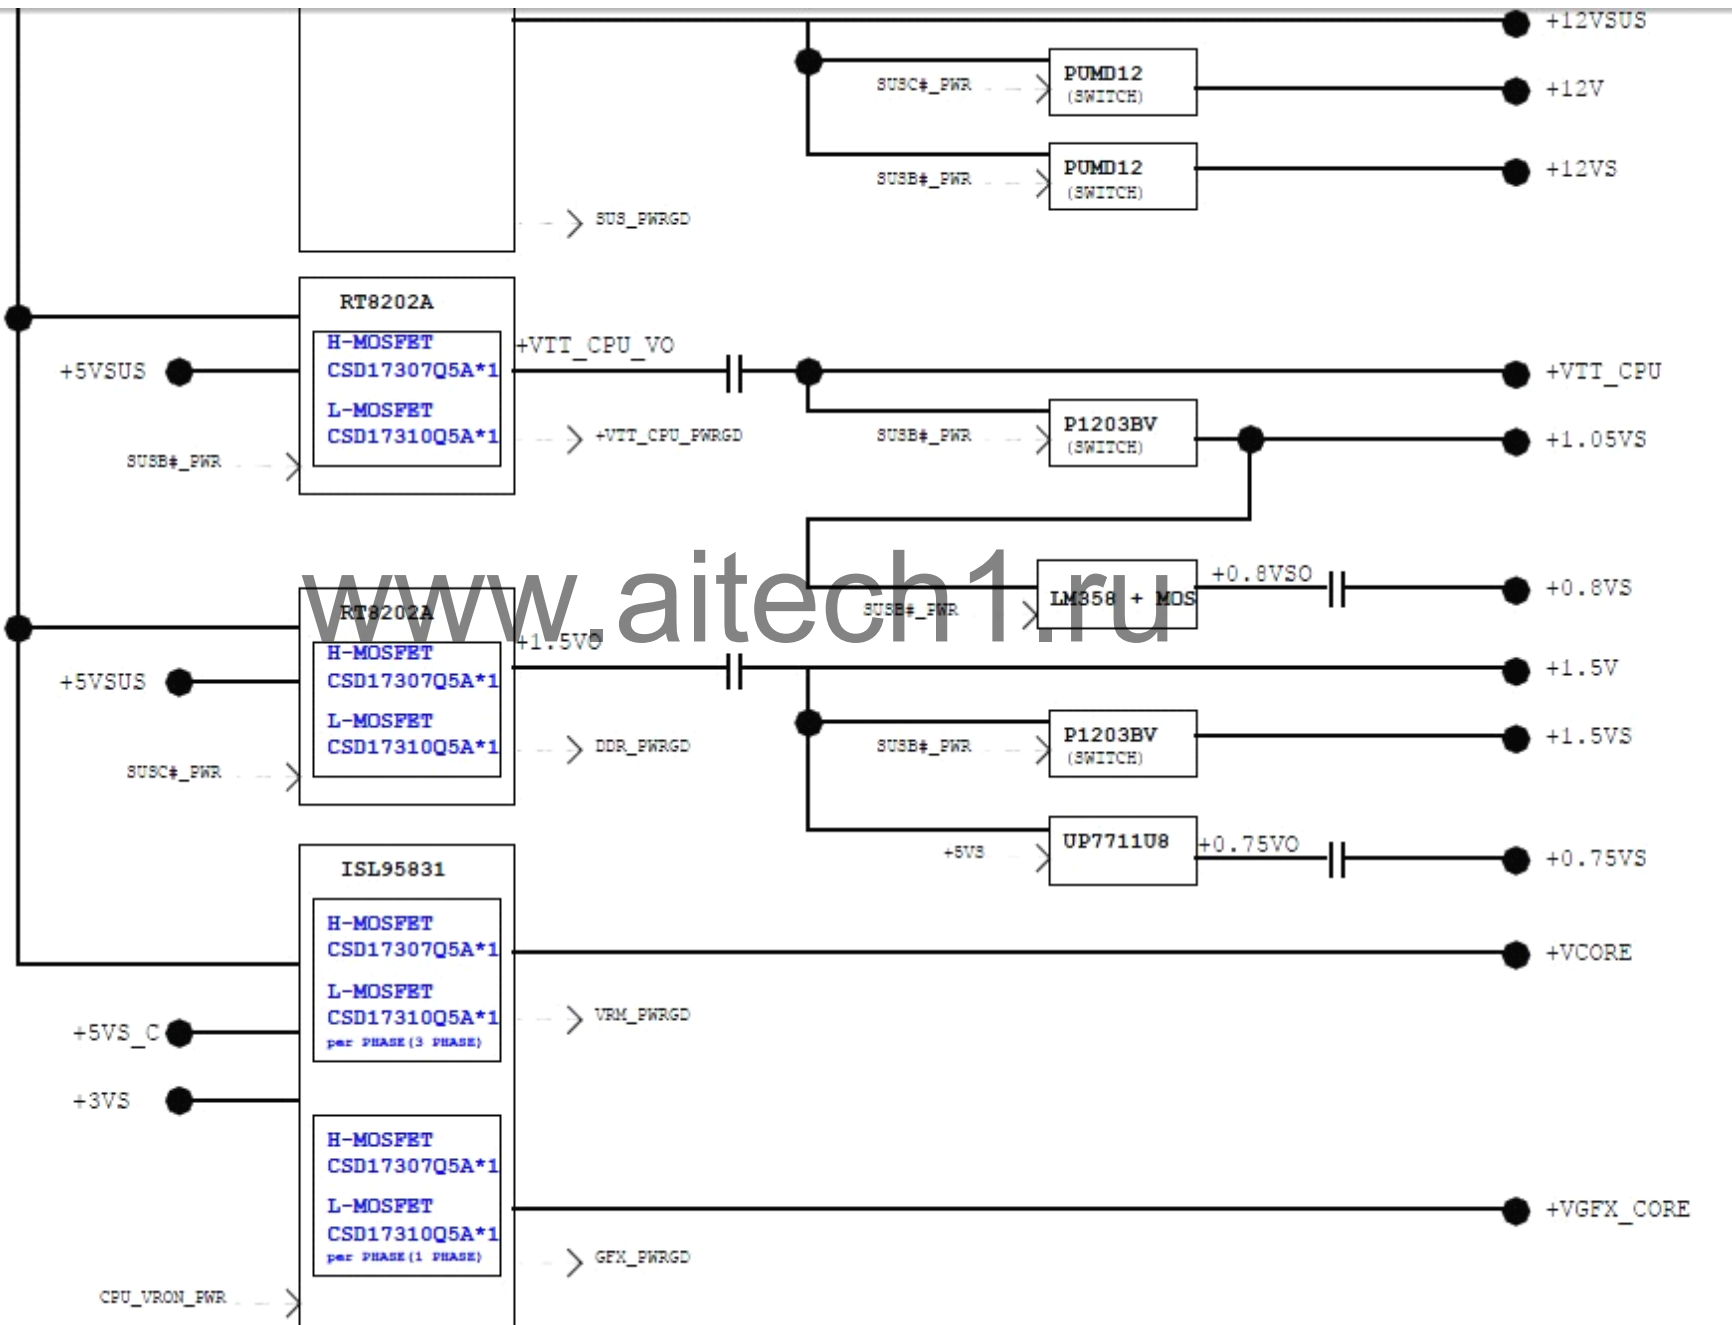 +12VSUS
PUMD12
(SWITCH)
SUSC#_PWR
+12V
PUMD12
(SWITCH)
SUSB#_PWR
+12VS
SUS_PWRGD
RT8202A
H-MOSFET
CSD17307Q5A*1
L-MOSFET
CSD17310Q5A*1
+5VSUS
SUSB#_PWR
+VTT_CPU_VO
+VTT_CPU_PWRGD
+VTT_CPU
SUSB#_PWR
P1203BV
(SWITCH)
+1.05VS
www.aitech1.ru
SUSB#_PWR
LM358 + MOS
+0.8VSO
+0.8VS
RT8202A
H-MOSFET
CSD17307Q5A*1
L-MOSFET
CSD17310Q5A*1
+5VSUS
SUSC#_PWR
+1.5VO
DDR_PWRGD
+1.5V
SUSB#_PWR
P1203BV
(SWITCH)
+1.5VS
+5VS
UP7711U8
+0.75VO
+0.75VS
ISL95831
H-MOSFET
CSD17307Q5A*1
L-MOSFET
CSD17310Q5A*1
per PHASE(3 PHASE)
+VCORE
VRM_PWRGD
+5VS_C
+3VS
H-MOSFET
CSD17307Q5A*1
L-MOSFET
CSD17310Q5A*1
per PHASE(1 PHASE)
+VGFX_CORE
GFX_PWRGD
CPU_VRON_PWR